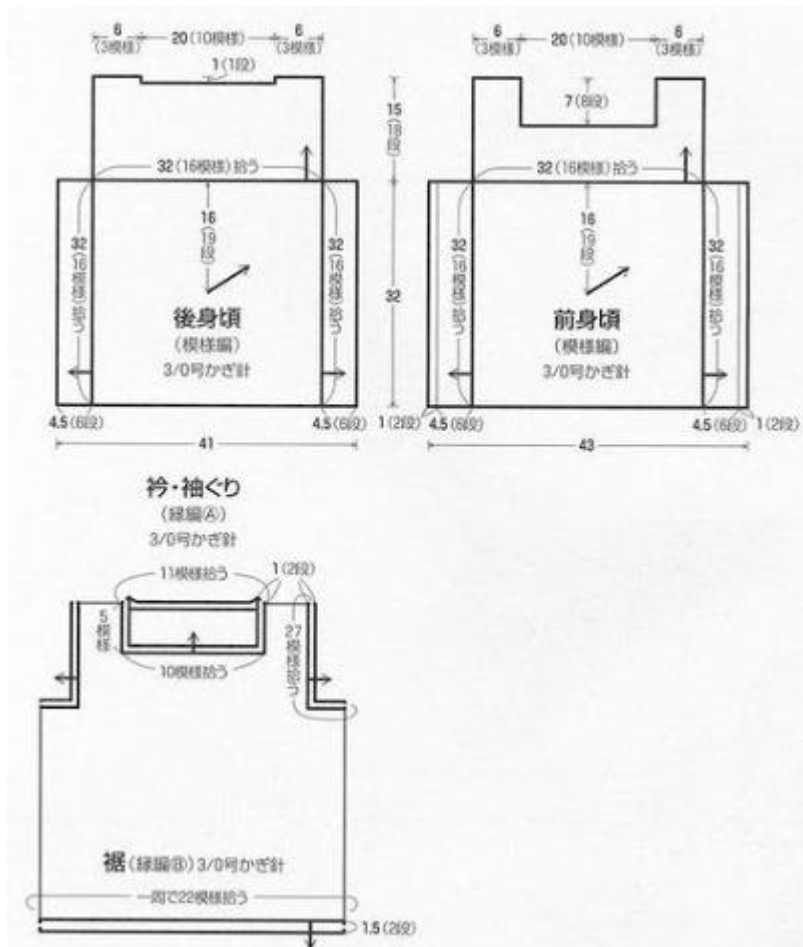 6
(3模様)
20(10模様)
6
(3模様)
1(1段)
32(16模様)拾う
16
(19段)
32(16模様)拾う
32(16模様)拾う
後身頃
(模様編)
3/0号かぎ針
4.5(6段)
4.5(6段)
41
15(18段)
32
6
(3模様)
20(10模様)
6
(3模様)
7(8段)
32(16模様)拾う
16
(19段)
32(16模様)拾う
32(16模様)拾う
前身頃
(模様編)
3/0号かぎ針
1(2段)
4.5(6段)
4.5(6段)
1(2段)
43
衿・袖ぐり
(縁編Ⓐ)
3/0号かぎ針
11模様拾う
1(2段)
5模様
10模様拾う
27模様拾う
裾(縁編Ⓑ)3/0号かぎ針
一周で22模様拾う
1.5(2段)